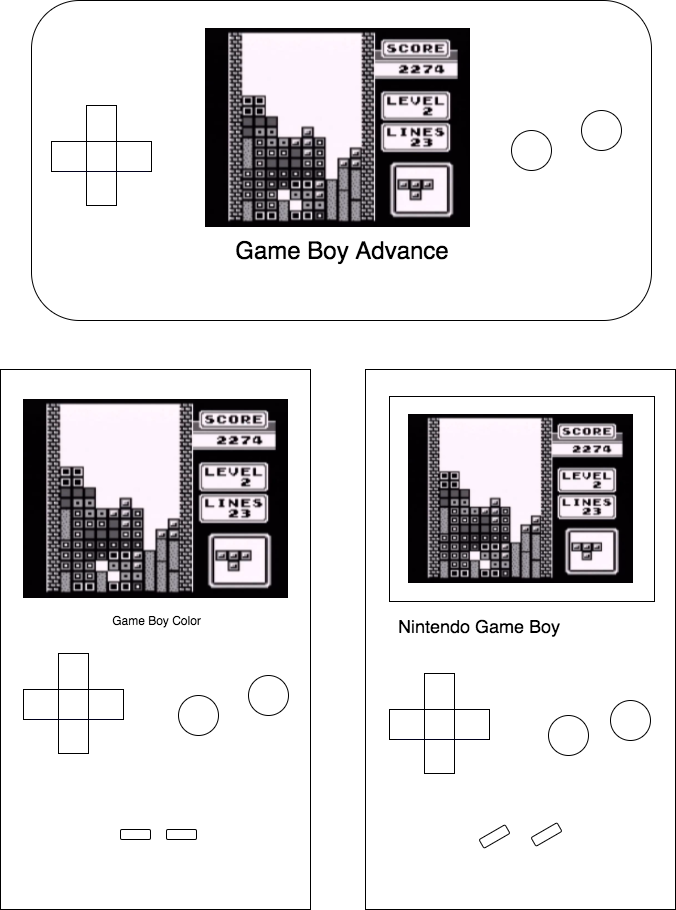 SCORE
2274
LEVEL
2
LINES
23
Game Boy Advance
SCORE
2274
LEVEL
2
LINES
23
Game Boy Color
SCORE
2274
LEVEL
2
LINES
23
Nintendo Game Boy